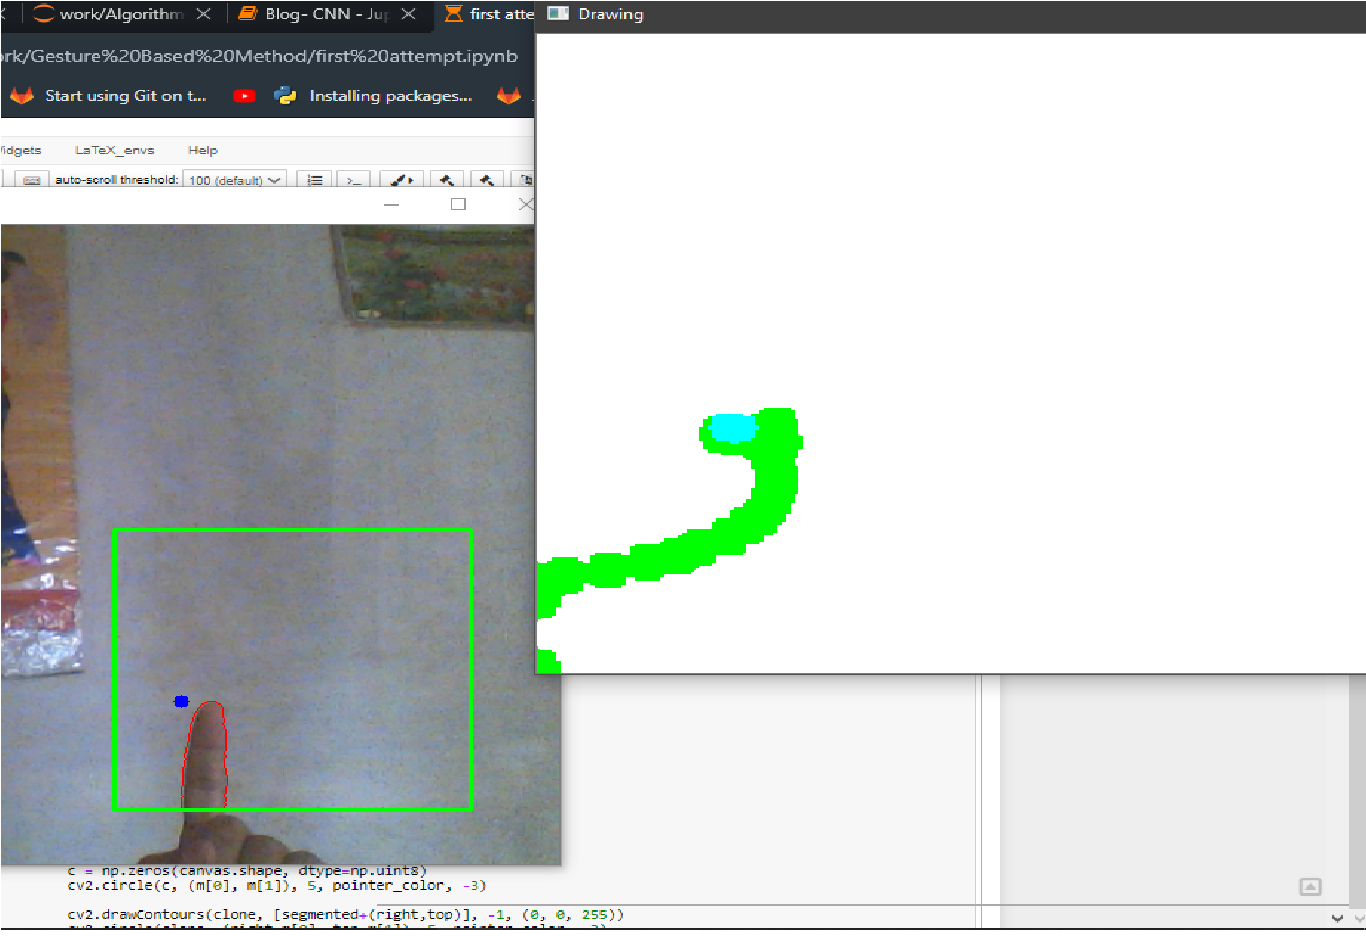 work/Algorithm
Blog- CNN - Jup
first atte
Drawing
rk/Gesture%20Based%20Method/first%20attempt.ipynb
Start using Git on t...
Installing packages...
Vidgets LaTeX_envs Help
auto-scroll threshold: 100 (default)
c = np.zeros(canvas.shape, dtype=np.uint8)
cv2.circle(c, (m[0], m[1]), 5, pointer_color, -3)
cv2.drawContours(clone, [segmented+(right,top)], -1, (0, 0, 255))